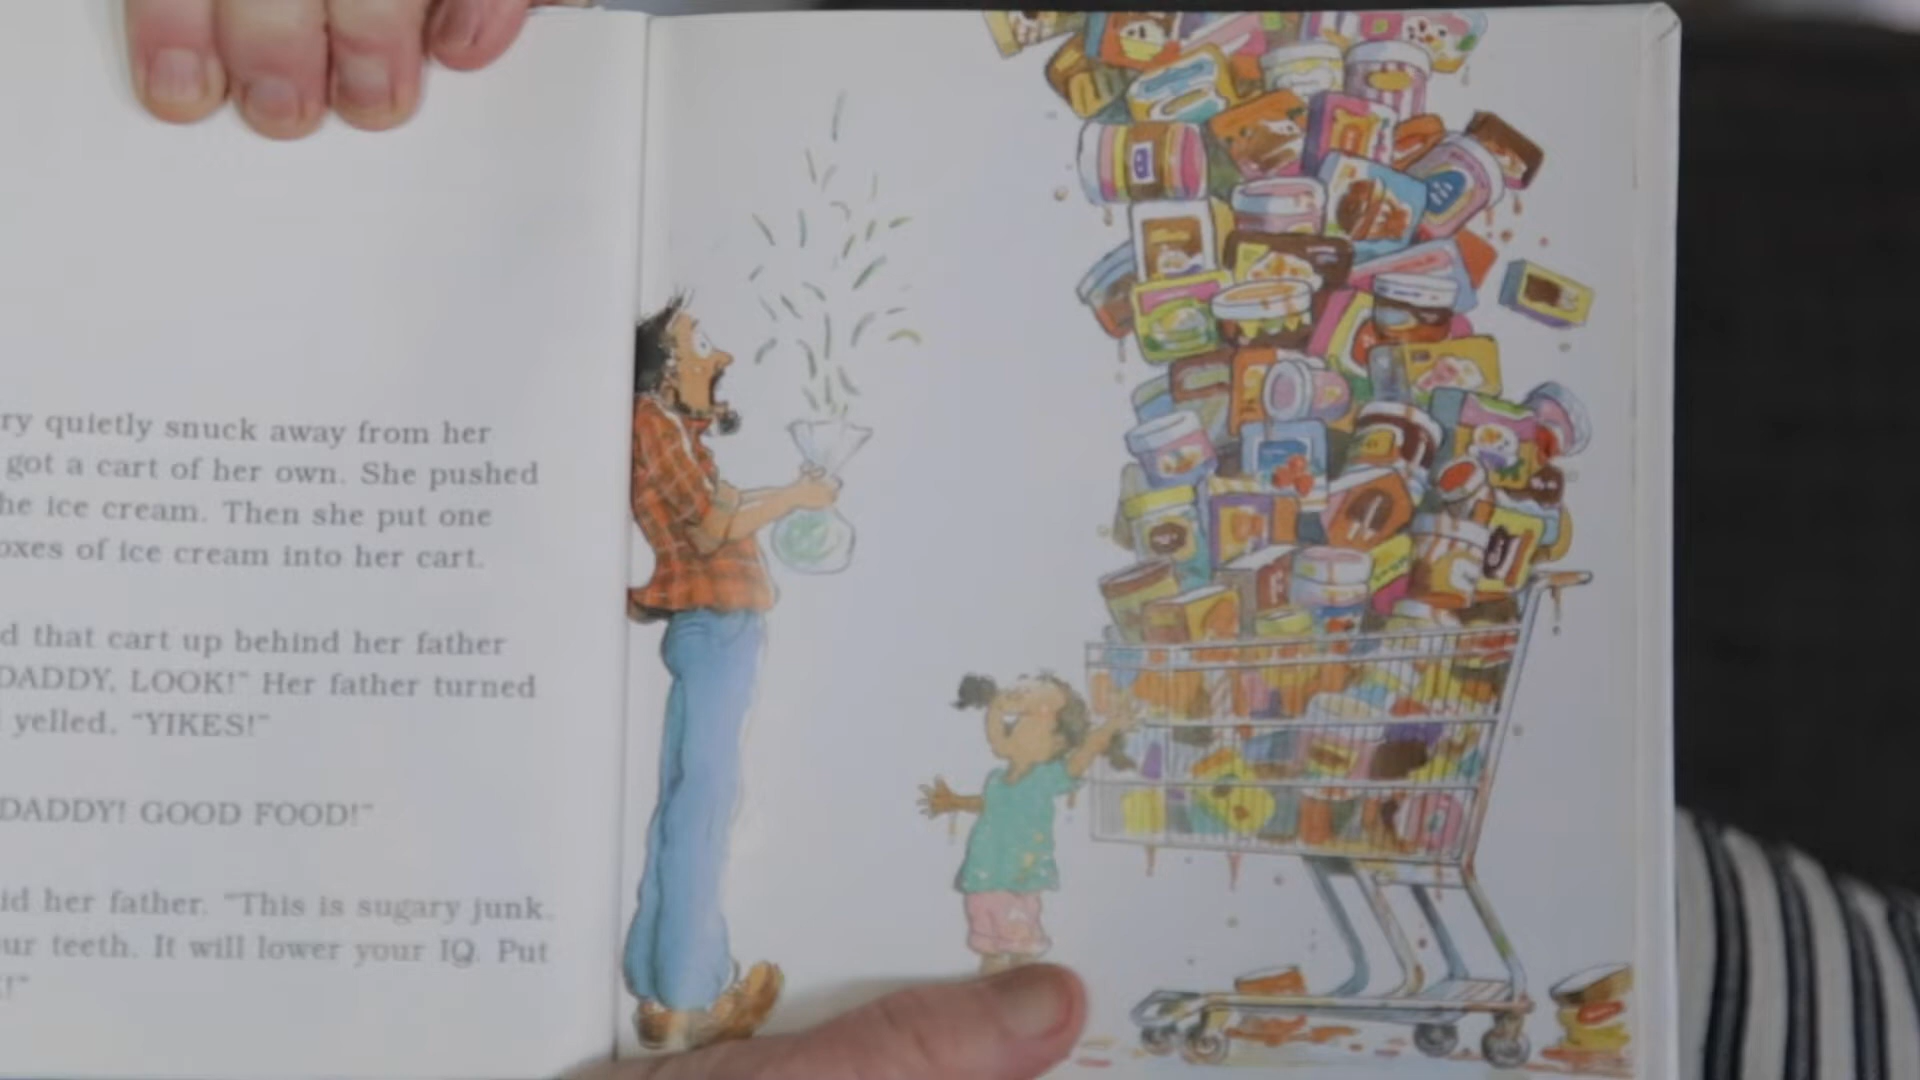 ry quietly snuck away from her
got a cart of her own. She pushed
he ice cream. Then she put one
oxes of ice cream into her cart.
d that cart up behind her father
DADDY, LOOK!" Her father turned
yelled, "YIKES!"
DADDY! GOOD FOOD!"
id her father. "This is sugary junk.
ur teeth. It will lower your IQ. Put
!"